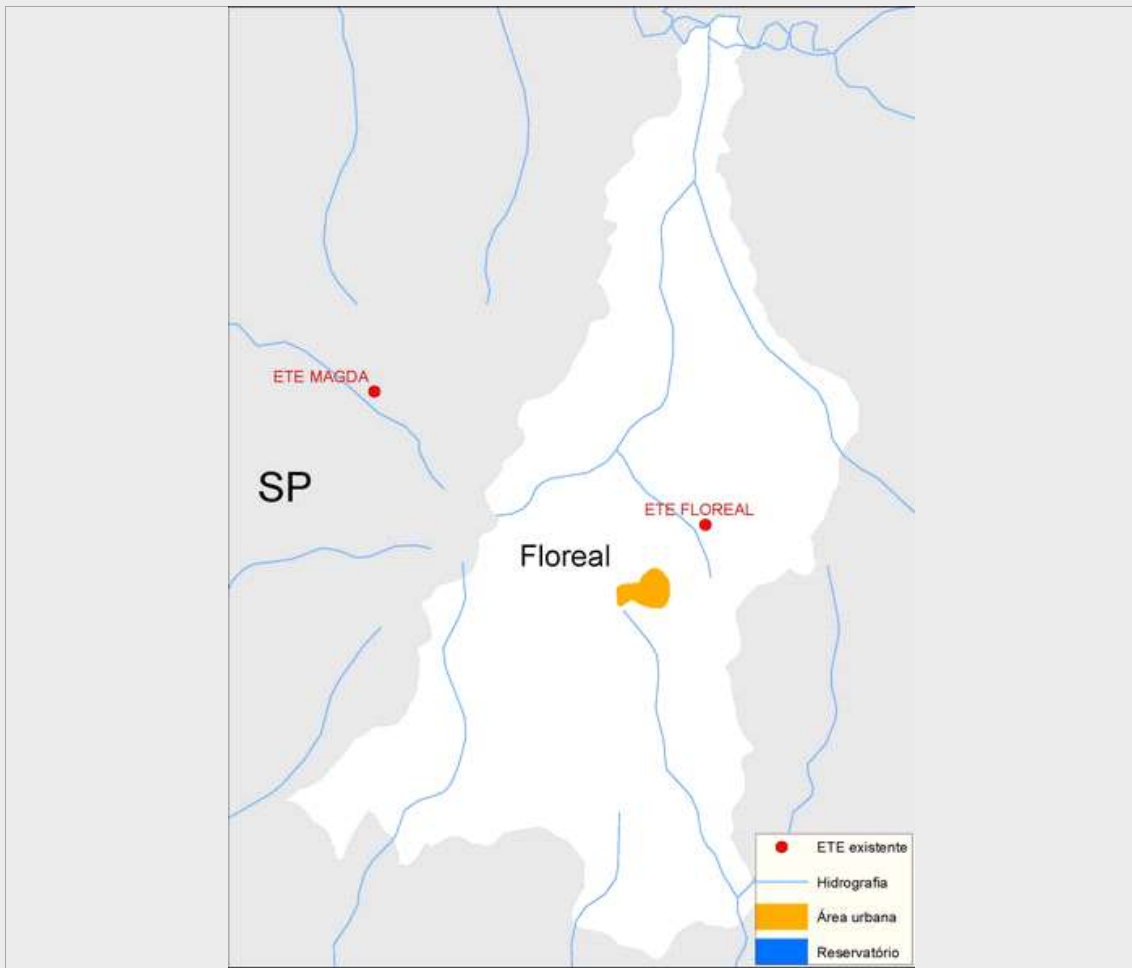 ETE MAGDA
SP
ETE FLOREAL
Floreal
ETE existente
Hidrografia
Área urbana
Reservatório